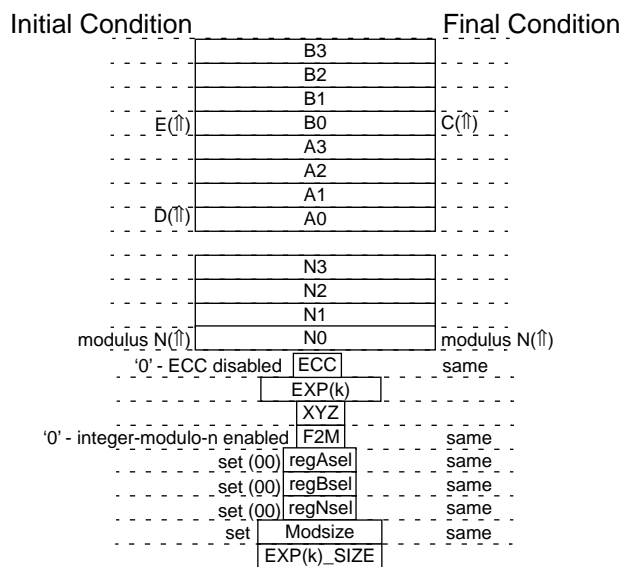 Initial Condition Final Condition
B3
B2
B1
E(⇑) B0 C(⇑)
A3
A2
A1
D(⇑) A0
N3
N2
N1
modulus N(⇑) N0 modulus N(⇑)
‘0’ - ECC disabled ECC same
EXP(k)
XYZ
‘0’ - integer-modulo-n enabled F2M same
set (00) regAsel same
set (00) regBsel same
set (00) regNsel same
set Modsize same
EXP(k)_SIZE